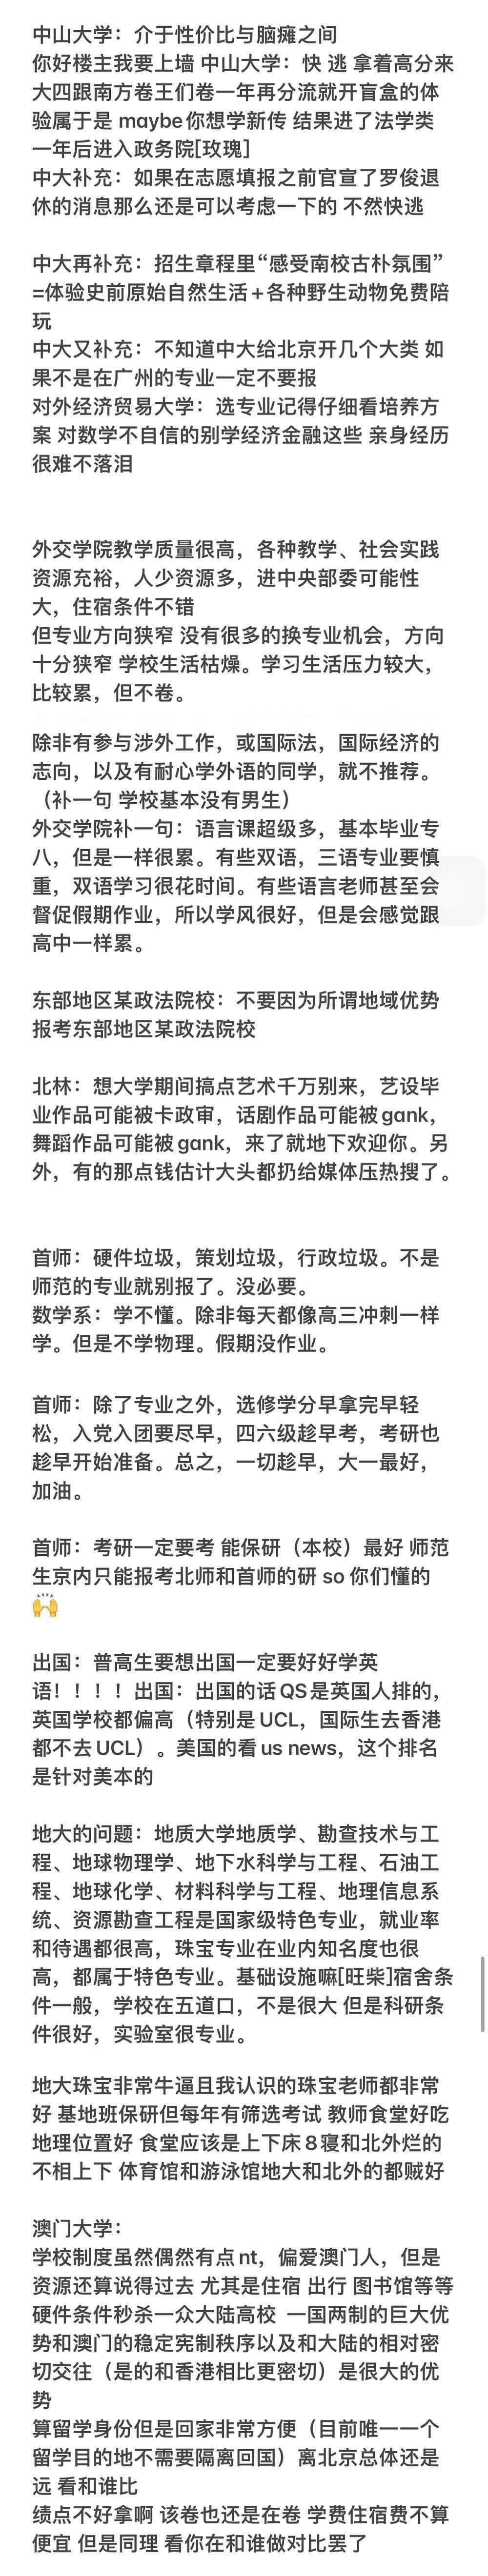 中山大学：介于性价比与脑瘫之间
你好楼主我要上墙 中山大学：快 逃 拿着高分来
大四跟南方卷王们卷一年再分流就开盲盒的体
验属于是 maybe你想学新传 结果进了法学类
一年后进入政务院[玫瑰]
中大补充：如果在志愿填报之前官宣了罗俊退
休的消息那么还是可以考虑一下的 不然快逃
中大再补充：招生章程里“感受南校古朴氛围”
=体验史前原始自然生活+各种野生动物免费陪
玩
中大又补充：不知道中大给北京开几个大类 如
果不是在广州的专业一定不要报
对外经济贸易大学：选专业记得仔细看培养方
案 对数学不自信的别学经济金融这些 亲身经历
很难不落泪
外交学院教学质量很高，各种教学、社会实践
资源充裕，人少资源多，进中央部委可能性
大，住宿条件不错
但专业方向狭窄 没有很多的换专业机会，方向
十分狭窄 学校生活枯燥。学习生活压力较大，
比较累，但不卷。
除非有参与涉外工作，或国际法，国际经济的
志向，以及有耐心学外语的同学，就不推荐。
（补一句 学校基本没有男生）
外交学院补一句：语言课超级多，基本毕业专
八，但是一样很累。有些双语，三语专业要慎
重，双语学习很花时间。有些语言老师甚至会
督促假期作业，所以学风很好，但是会感觉跟
高中一样累。
东部地区某政法院校：不要因为所谓地域优势
报考东部地区某政法院校
北林：想大学期间搞点艺术千万别来，艺设毕
业作品可能被卡政审，话剧作品可能被gank，
舞蹈作品可能被gank，来了就地下欢迎你。另
外，有的那点钱估计大头都扔给媒体压热搜了。
首师：硬件垃圾，策划垃圾，行政垃圾。不是
师范的专业就别报了。没必要。
数学系：学不懂。除非每天都像高三冲刺一样
学。但是不学物理。假期没作业。
首师：除了专业之外，选修学分早拿完早轻
松，入党入团要尽早，四六级趁早考，考研也
趁早开始准备。总之，一切趁早，大一最好，
加油。
首师：考研一定要考 能保研（本校）最好 师范
生京内只能报考北师和首师的研 so 你们懂的
🙌
出国：普高生要想出国一定要好好学英
语！！！！出国：出国的话QS是英国人排的，
英国学校都偏高（特别是UCL，国际生去香港
都不去UCL）。美国的看us news，这个排名
是针对美本的
地大的问题：地质大学地质学、勘查技术与工
程、地球物理学、地下水科学与工程、石油工
程、地球化学、材料科学与工程、地理信息系
统、资源勘查工程是国家级特色专业，就业率
和待遇都很高，珠宝专业在业内知名度也很
高，都属于特色专业。基础设施嘛[旺柴]宿舍条
件一般，学校在五道口，不是很大 但是科研条
件很好，实验室很专业。
地大珠宝非常牛逼且我认识的珠宝老师都非常
好 基地班保研但每年有筛选考试 教师食堂好吃
地理位置好 食堂应该是上下床8寝和北外烂的
不相上下 体育馆和游泳馆地大和北外的都贼好
澳门大学：
学校制度虽然偶然有点nt，偏爱澳门人，但是
资源还算说得过去 尤其是住宿 出行 图书馆等等
硬件条件秒杀一众大陆高校 一国两制的巨大优
势和澳门的稳定宪制秩序以及和大陆的相对密
切交往（是的和香港相比更密切）是很大的优
势
算留学身份但是回家非常方便（目前唯一一个
留学目的地不需要隔离回国）离北京总体还是
远 看和谁比
绩点不好拿啊 该卷也还是在卷 学费住宿费不算
便宜 但是同理 看你在和谁做对比罢了